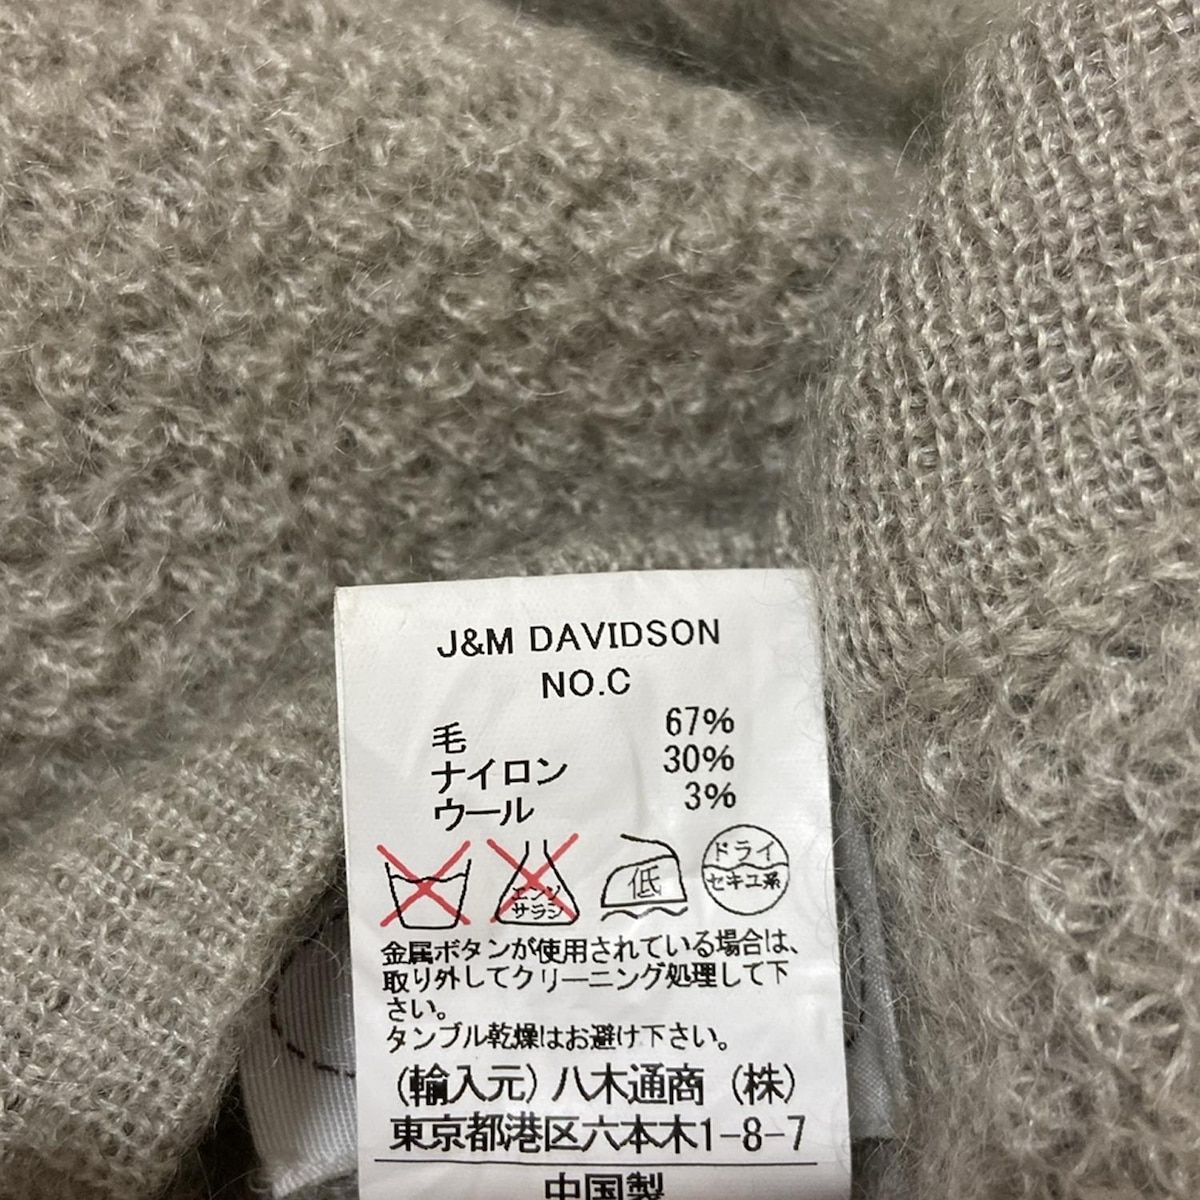 J&M DAVIDSON
NO.C
毛 67%
ナイロン 30%
ウール 3%
エンソ
サラシ
低
ドライ
セキユ系
金属ボタンが使用されている場合は、
取り外してクリーニング処理して下
さい。
タンブル乾燥はお避け下さい。
(輸入元) 八木通商 (株)
東京都港区六本木1-8-7
中国製